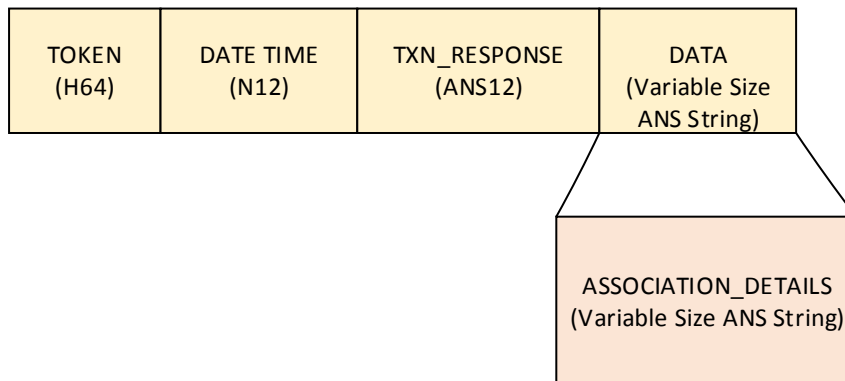 TOKEN
(H64)
DATE TIME
(N12)
TXN_RESPONSE
(ANS12)
DATA
(Variable Size
ANS String)
ASSOCIATION_DETAILS
(Variable Size ANS String)